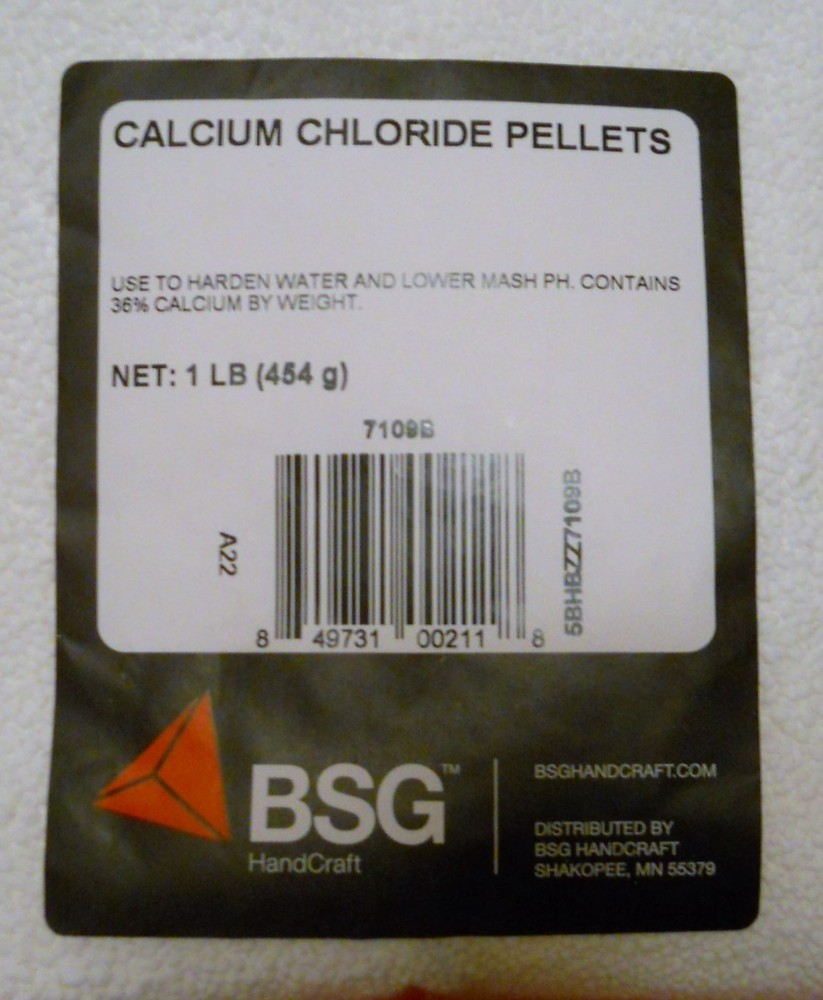 CALCIUM CHLORIDE PELLETS
USE TO HARDEN WATER AND LOWER MASH PH. CONTAINS
36% CALCIUM BY WEIGHT.
NET: 1 LB (454 g)
7109B
A22
5BHBZZ7109B
8 49731 00211 8
BSG™
HandCraft
BSGHANDCRAFT.COM
DISTRIBUTED BY
BSG HANDCRAFT
SHAKOPEE, MN 55379